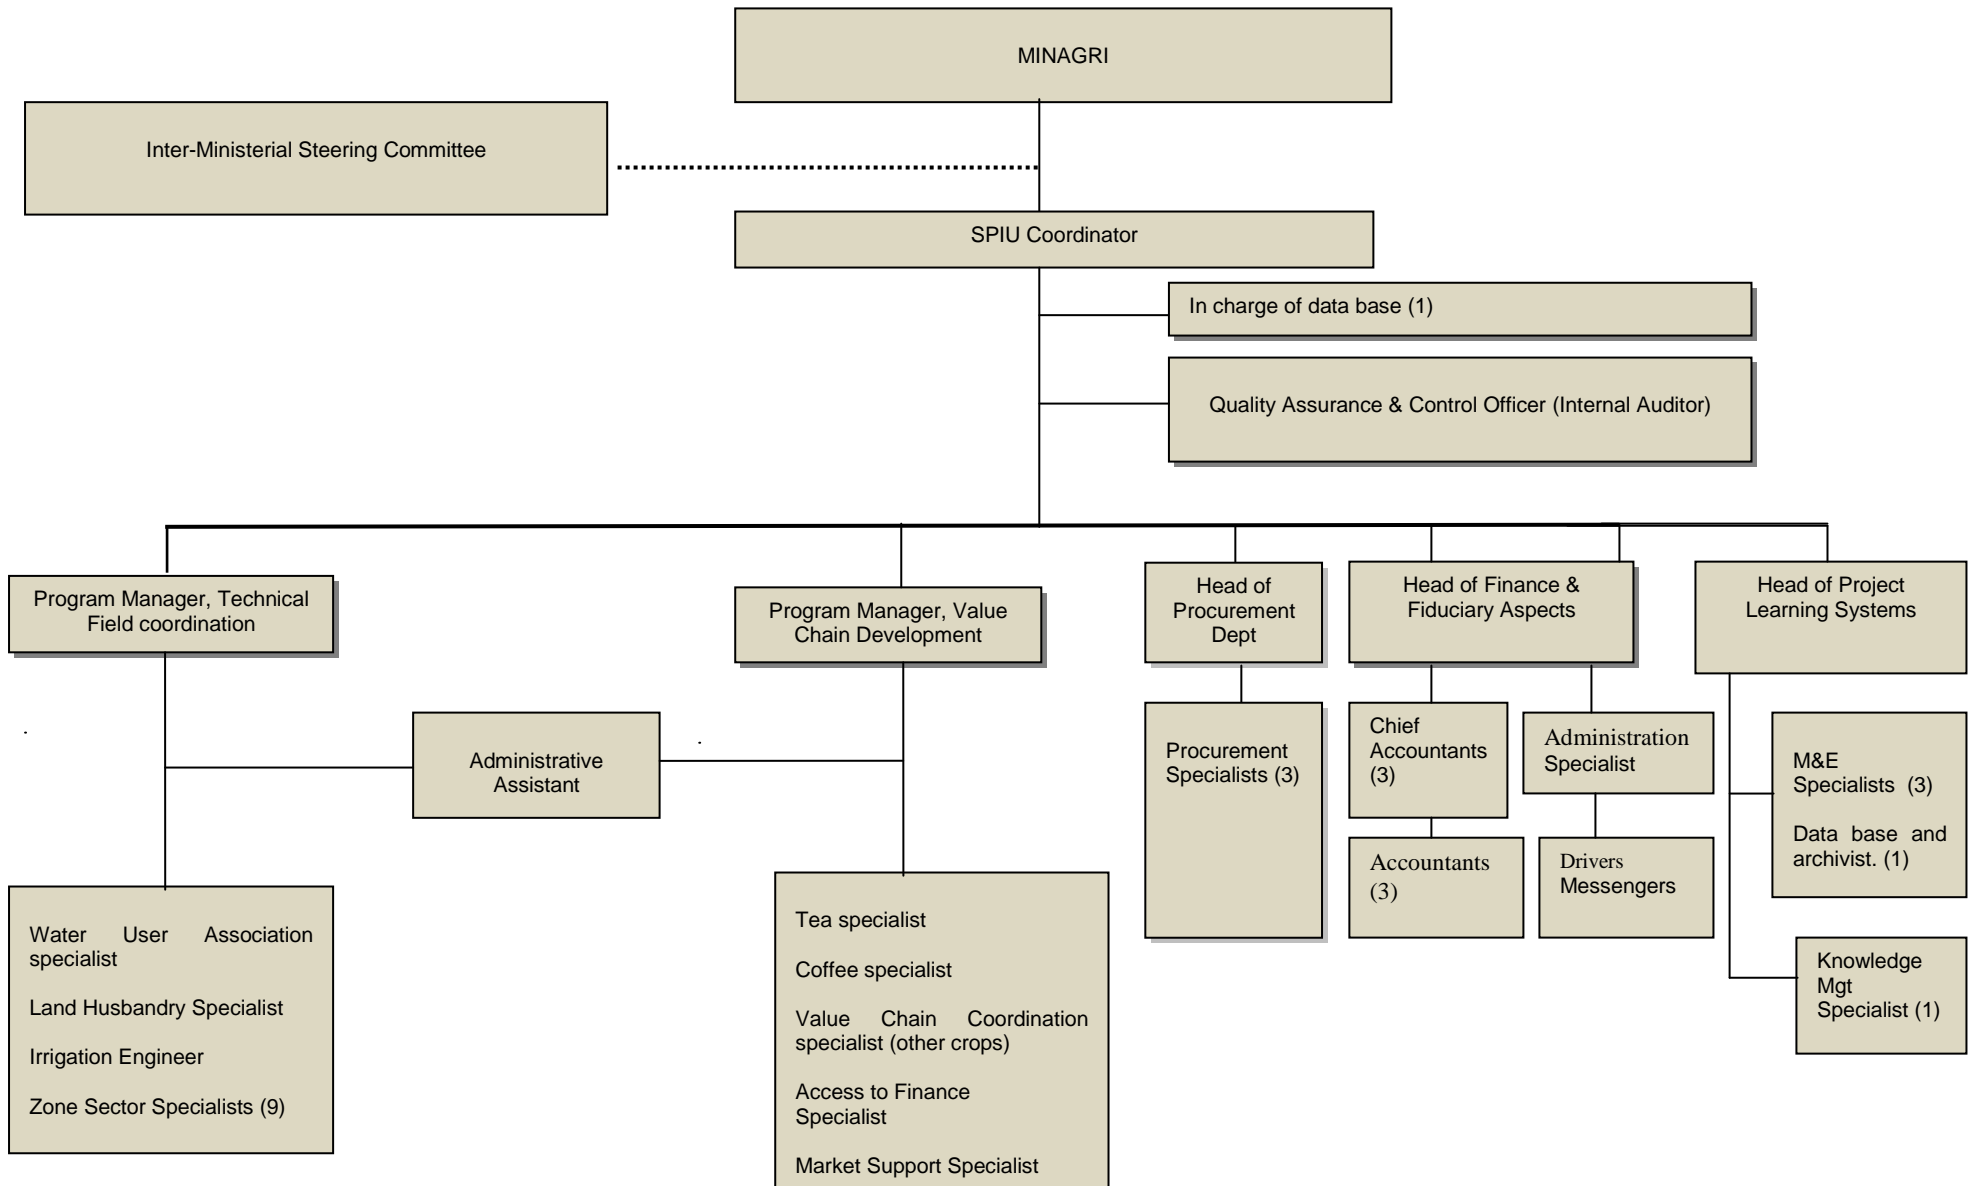 MINAGRI
Inter-Ministerial Steering Committee
SPIU Coordinator
In charge of data base (1)
Quality Assurance & Control Officer (Internal Auditor)
Program Manager, Technical
Field coordination
Program Manager, Value
Chain Development
Head of
Procurement
Dept
Head of Finance &
Fiduciary Aspects
Head of Project
Learning Systems
Administrative
Assistant
Procurement
Specialists (3)
Chief
Accountants
(3)
Administration
Specialist
M&E
Specialists (3)
Data base and
archivist. (1)
Accountants
(3)
Drivers
Messengers
Knowledge
Mgt
Specialist (1)
Water User Association
specialist
Land Husbandry Specialist
Irrigation Engineer
Zone Sector Specialists (9)
Tea specialist
Coffee specialist
Value Chain Coordination
specialist (other crops)
Access to Finance
Specialist
Market Support Specialist